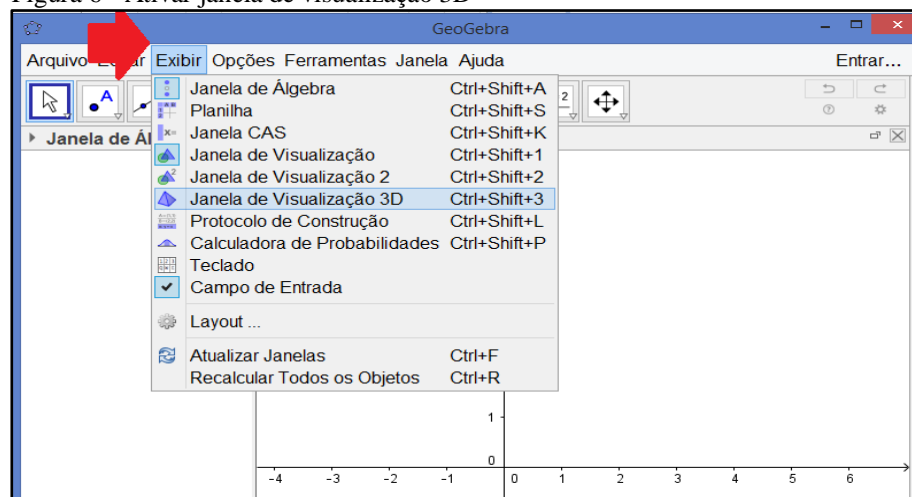 Ativar janela de visualização 3D
GeoGebra
Arquivo Exibir Opções Ferramentas Janela Ajuda Entrar...
A 2
Janela de Ál
Janela de Álgebra Ctrl+Shift+A
Planilha Ctrl+Shift+S
x= Janela CAS Ctrl+Shift+K
Janela de Visualização Ctrl+Shift+1
2 Janela de Visualização 2 Ctrl+Shift+2
Janela de Visualização 3D Ctrl+Shift+3
Protocolo de Construção Ctrl+Shift+L
Calculadora de Probabilidades Ctrl+Shift+P
Teclado
Campo de Entrada
Layout ...
Atualizar Janelas Ctrl+F
Recalcular Todos os Objetos Ctrl+R
1
0
-4 -3 -2 -1 0 1 2 3 4 5 6